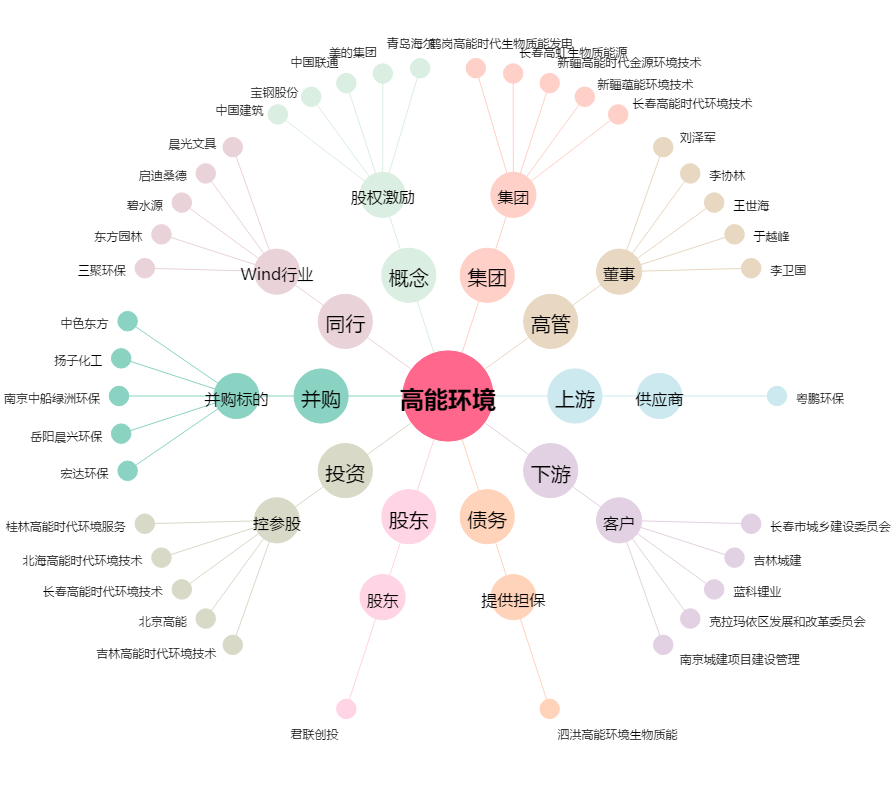 青岛海尔
鹤岗高能时代生物质能发电
美的集团
长春高虹生物质能源
中国联通
新疆高能时代金源环境技术
宝钢股份
新疆蕴能环境技术
中国建筑
长春高能时代环境技术
晨光文具
刘泽军
启迪桑德
李协林
股权激励
集团
碧水源
王世海
东方园林
于越峰
三聚环保
Wind行业
概念
集团
董事
李卫国
中色东方
同行
高管
扬子化工
南京中船绿洲环保
并购标的
并购
高能环境
上游
供应商
粤鹏环保
岳阳晨兴环保
宏达环保
投资
下游
桂林高能时代环境服务
控参股
股东
债务
客户
长春市城乡建设委员会
北海高能时代环境技术
吉林城建
长春高能时代环境技术
蓝科锂业
股东
提供担保
北京高能
克拉玛依区发展和改革委员会
吉林高能时代环境技术
南京城建项目建设管理
君联创投
泗洪高能环境生物质能